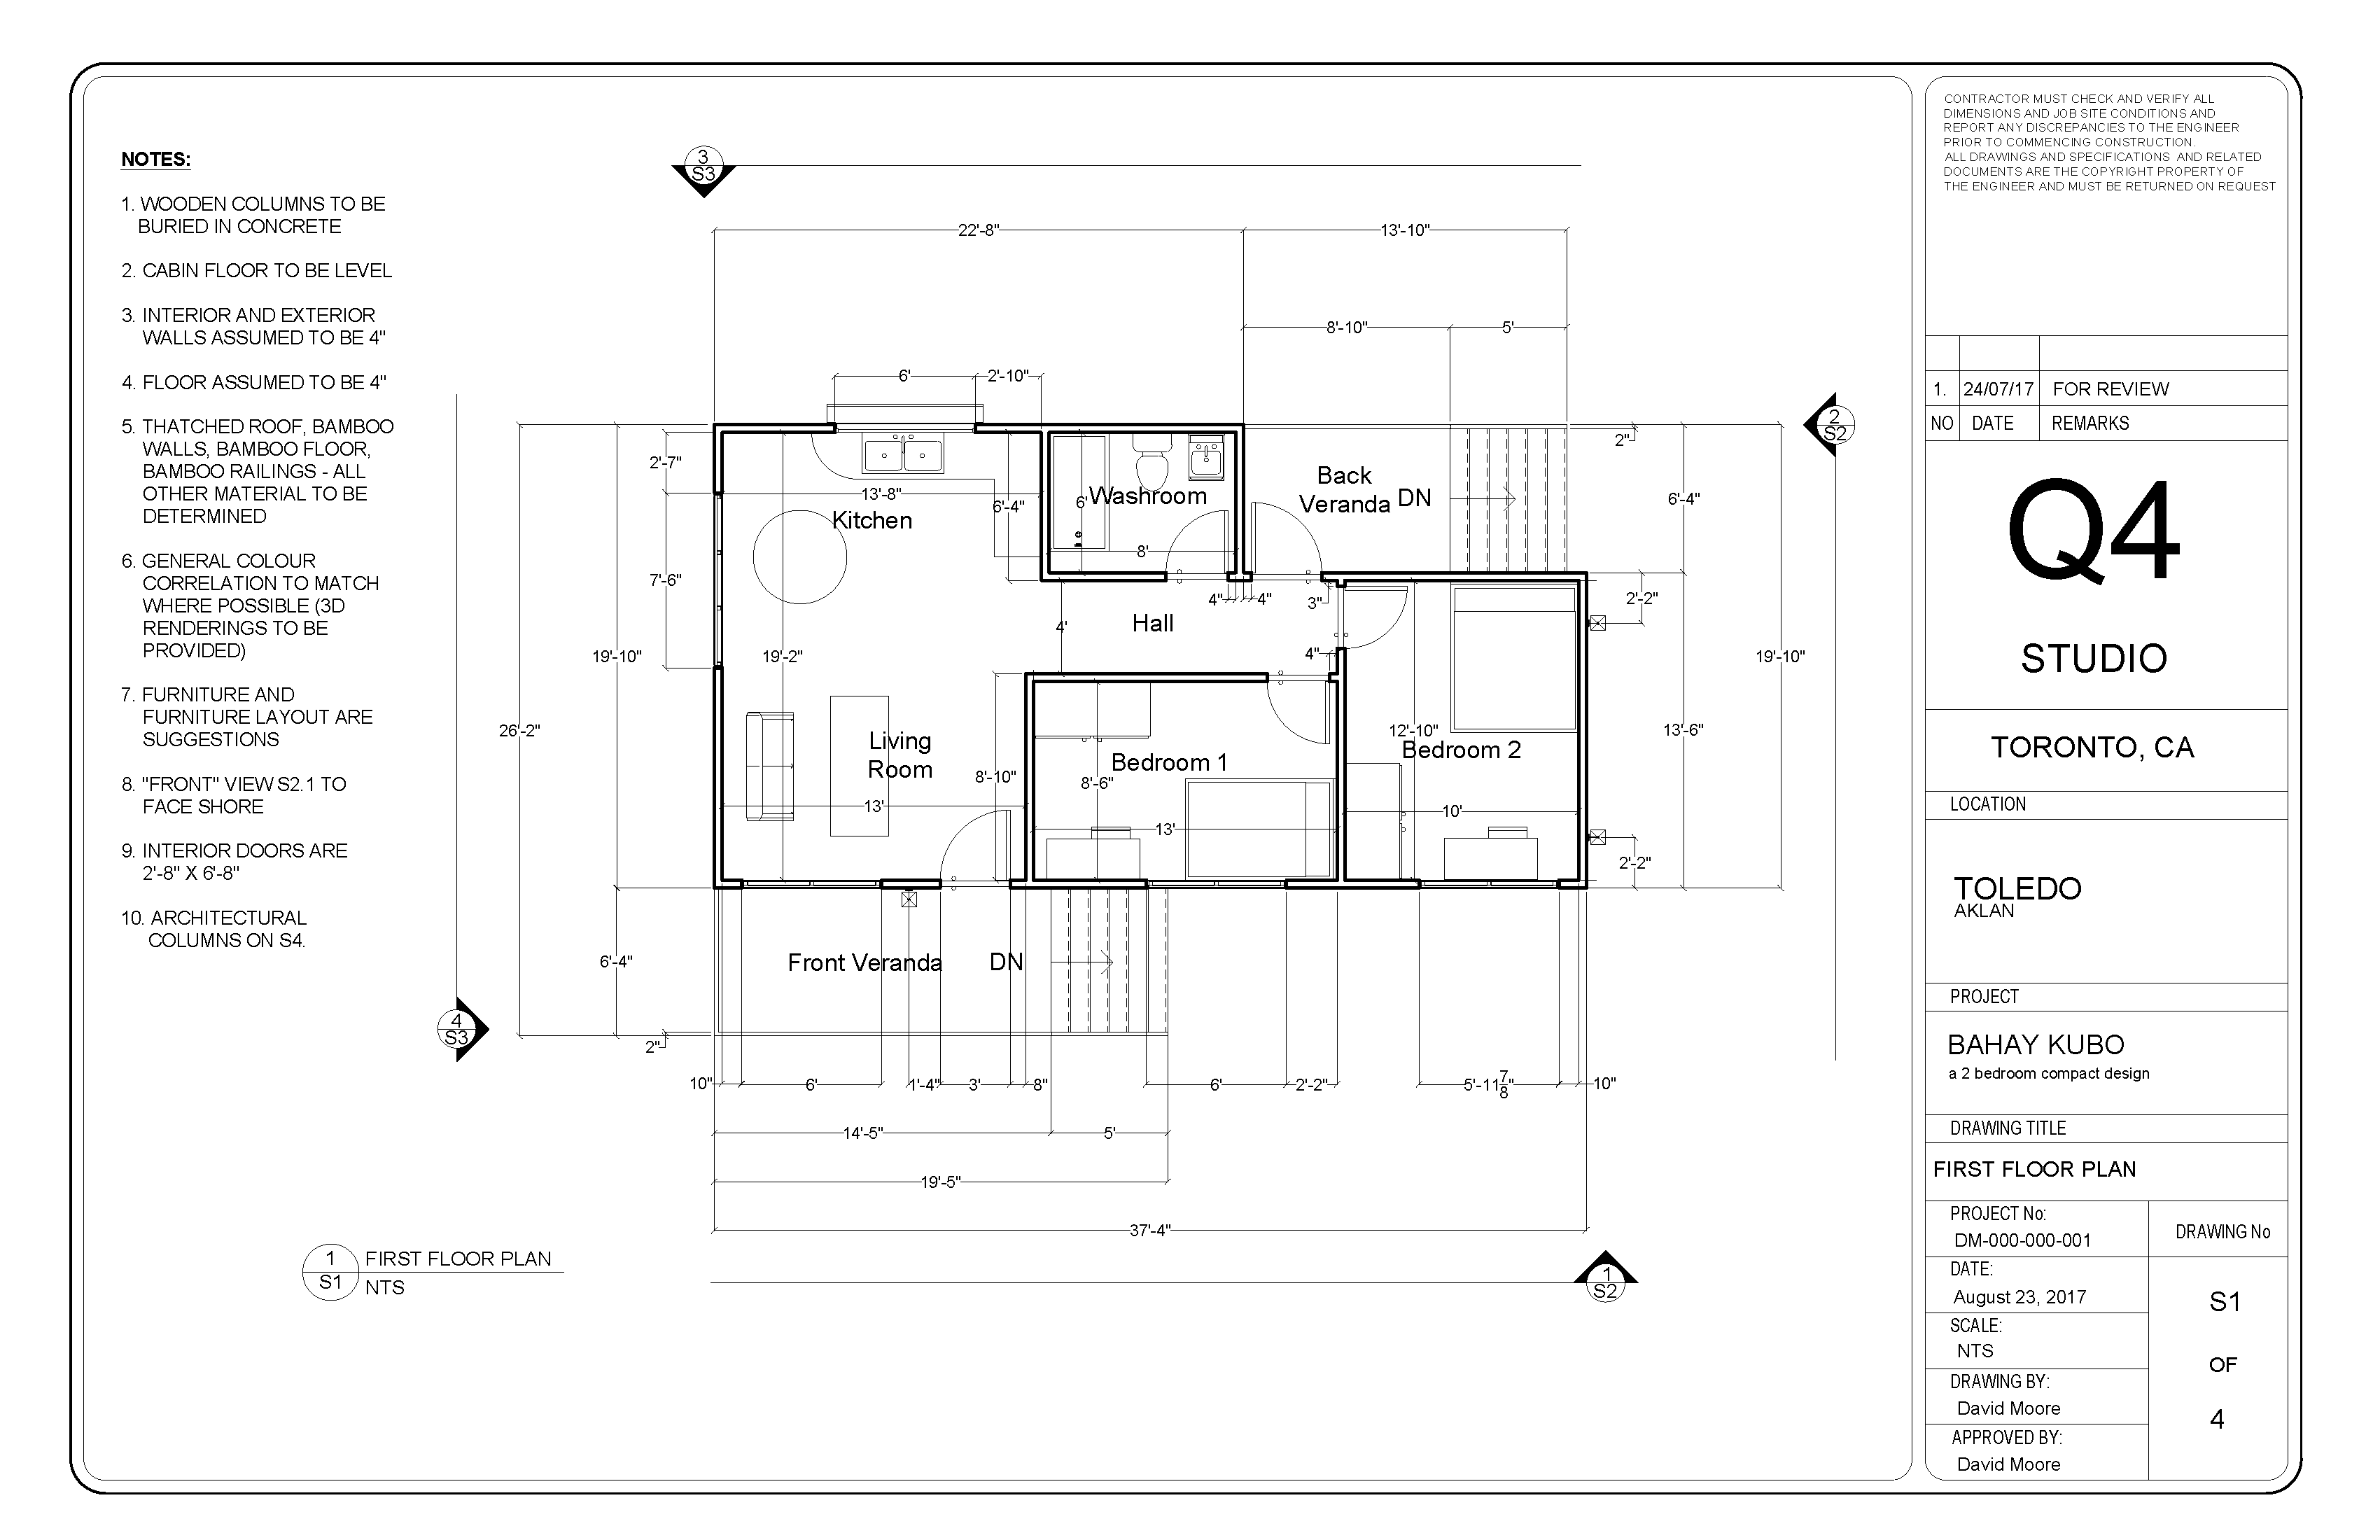 NOTES:
1. WOODEN COLUMNS TO BE
BURIED IN CONCRETE
2. CABIN FLOOR TO BE LEVEL
3. INTERIOR AND EXTERIOR
WALLS ASSUMED TO BE 4"
4. FLOOR ASSUMED TO BE 4"
5. THATCHED ROOF, BAMBOO
WALLS, BAMBOO FLOOR,
BAMBOO RAILINGS - ALL
OTHER MATERIAL TO BE
DETERMINED
6. GENERAL COLOUR
CORRELATION TO MATCH
WHERE POSSIBLE (3D
RENDERINGS TO BE
PROVIDED)
7. FURNITURE AND
FURNITURE LAYOUT ARE
SUGGESTIONS
8. "FRONT" VIEW S2.1 TO
FACE SHORE
9. INTERIOR DOORS ARE
2'-8" X 6'-8"
10. ARCHITECTURAL
COLUMNS ON S4.
3
S3
22'-8" 13'-10"
8'-10" 5'
6' 2'-10"
2
S2
2"
2'-7"
13'-8"
Kitchen
6'-4"
6'
Washroom
8'
Back
Veranda DN
6'-4"
7'-6"
4" 4" 3"
2'-2"
Hall
4'
4"
19'-10" 19'-2" 19'-10"
26'-2"
Living
Room
8'-10"
13'
Bedroom 1
8'-6"
13'
12'-10"
Bedroom 2
10'
13'-6"
2'-2"
6'-4"
Front Veranda DN
4
S3
2"
10" 6' 1'-4" 3' 8" 6' 2'-2" 5'-11 7/8" 10"
14'-5" 5'
19'-5"
37'-4"
1
S1
FIRST FLOOR PLAN
NTS
1
S2
CONTRACTOR MUST CHECK AND VERIFY ALL
DIMENSIONS AND JOB SITE CONDITIONS AND
REPORT ANY DISCREPANCIES TO THE ENGINEER
PRIOR TO COMMENCING CONSTRUCTION.
ALL DRAWINGS AND SPECIFICATIONS AND RELATED
DOCUMENTS ARE THE COPYRIGHT PROPERTY OF
THE ENGINEER AND MUST BE RETURNED ON REQUEST
1. 24/07/17 FOR REVIEW
NO DATE REMARKS
Q4
STUDIO
TORONTO, CA
LOCATION
TOLEDO
AKLAN
PROJECT
BAHAY KUBO
a 2 bedroom compact design
DRAWING TITLE
FIRST FLOOR PLAN
PROJECT No:
DM-000-000-001
DRAWING No
DATE:
August 23, 2017
SCALE:
NTS
DRAWING BY:
David Moore
APPROVED BY:
David Moore
S1
OF
4